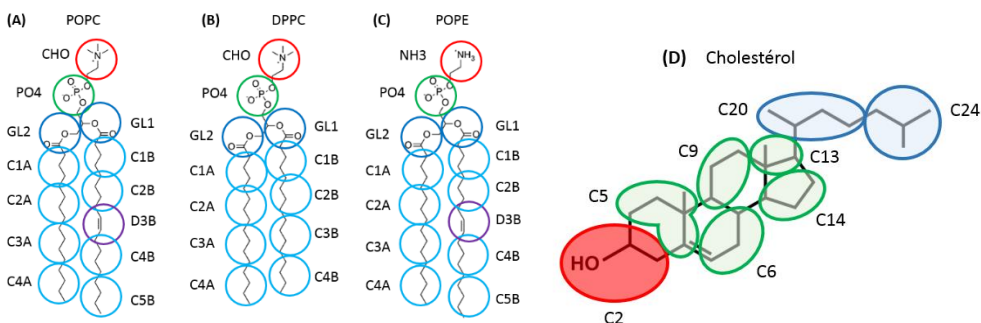 (A) POPC
CHO
N
PO4
O
O P O
O
GL2
GL1
C1A
C1B
C2A
C2B
D3B
C3A
C4B
C4A
C5B
(B) DPPC
CHO
N
PO4
O
O P O
O
GL2
GL1
C1A
C1B
C2A
C2B
C3A
C3B
C4A
C4B
(C) POPE
NH3
NH3
PO4
O
O P O
O
GL2
GL1
C1A
C1B
C2A
C2B
D3B
C3A
C4B
C4A
C5B
(D) Cholestérol
C20
C24
C9
C13
C5
C14
HO
C6
C2